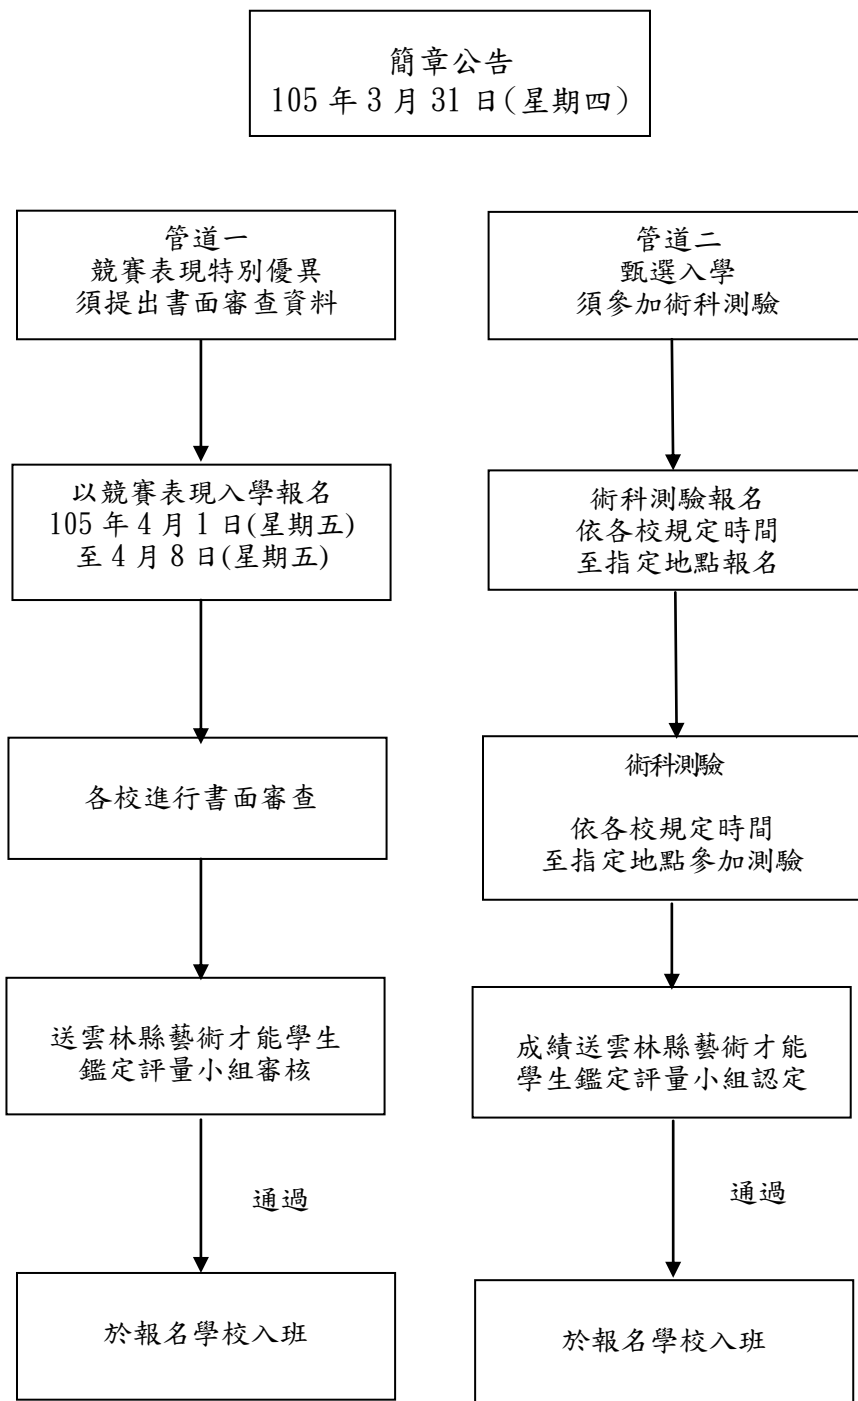 簡章公告
105 年 3 月 31 日(星期四)
管道一
競賽表現特別優異
須提出書面審查資料
以競賽表現入學報名
105 年 4 月 1 日(星期五)
至 4 月 8 日(星期五)
各校進行書面審查
送雲林縣藝術才能學生
鑑定評量小組審核
通過
於報名學校入班
管道二
甄選入學
須參加術科測驗
術科測驗報名
依各校規定時間
至指定地點報名
術科測驗
依各校規定時間
至指定地點參加測驗
成績送雲林縣藝術才能
學生鑑定評量小組認定
通過
於報名學校入班